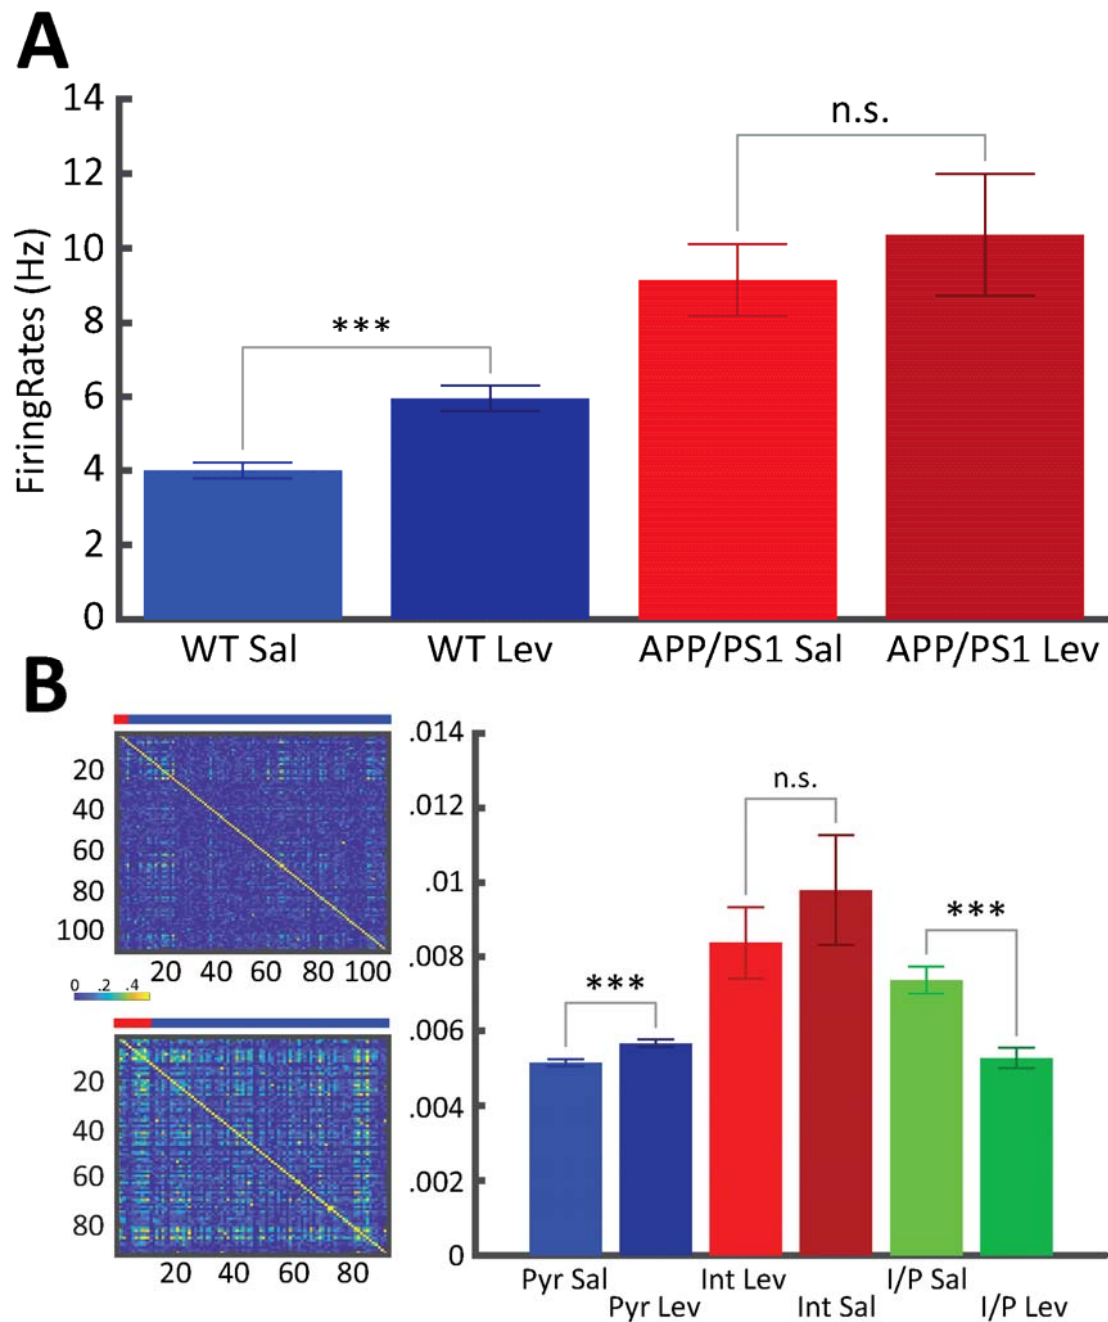 A
14
12
10
8
6
4
2
0
FiringRates (Hz)
***
n.s.
WT Sal
WT Lev
APP/PS1 Sal
APP/PS1 Lev
B
20
40
60
80
100
20 40 60 80 100
0 .2 .4
20
40
60
80
20 40 60 80
.014
.012
.01
.008
.006
.004
.002
0
***
n.s.
***
Pyr Sal
Pyr Lev
Int Lev
Int Sal
I/P Sal
I/P Lev